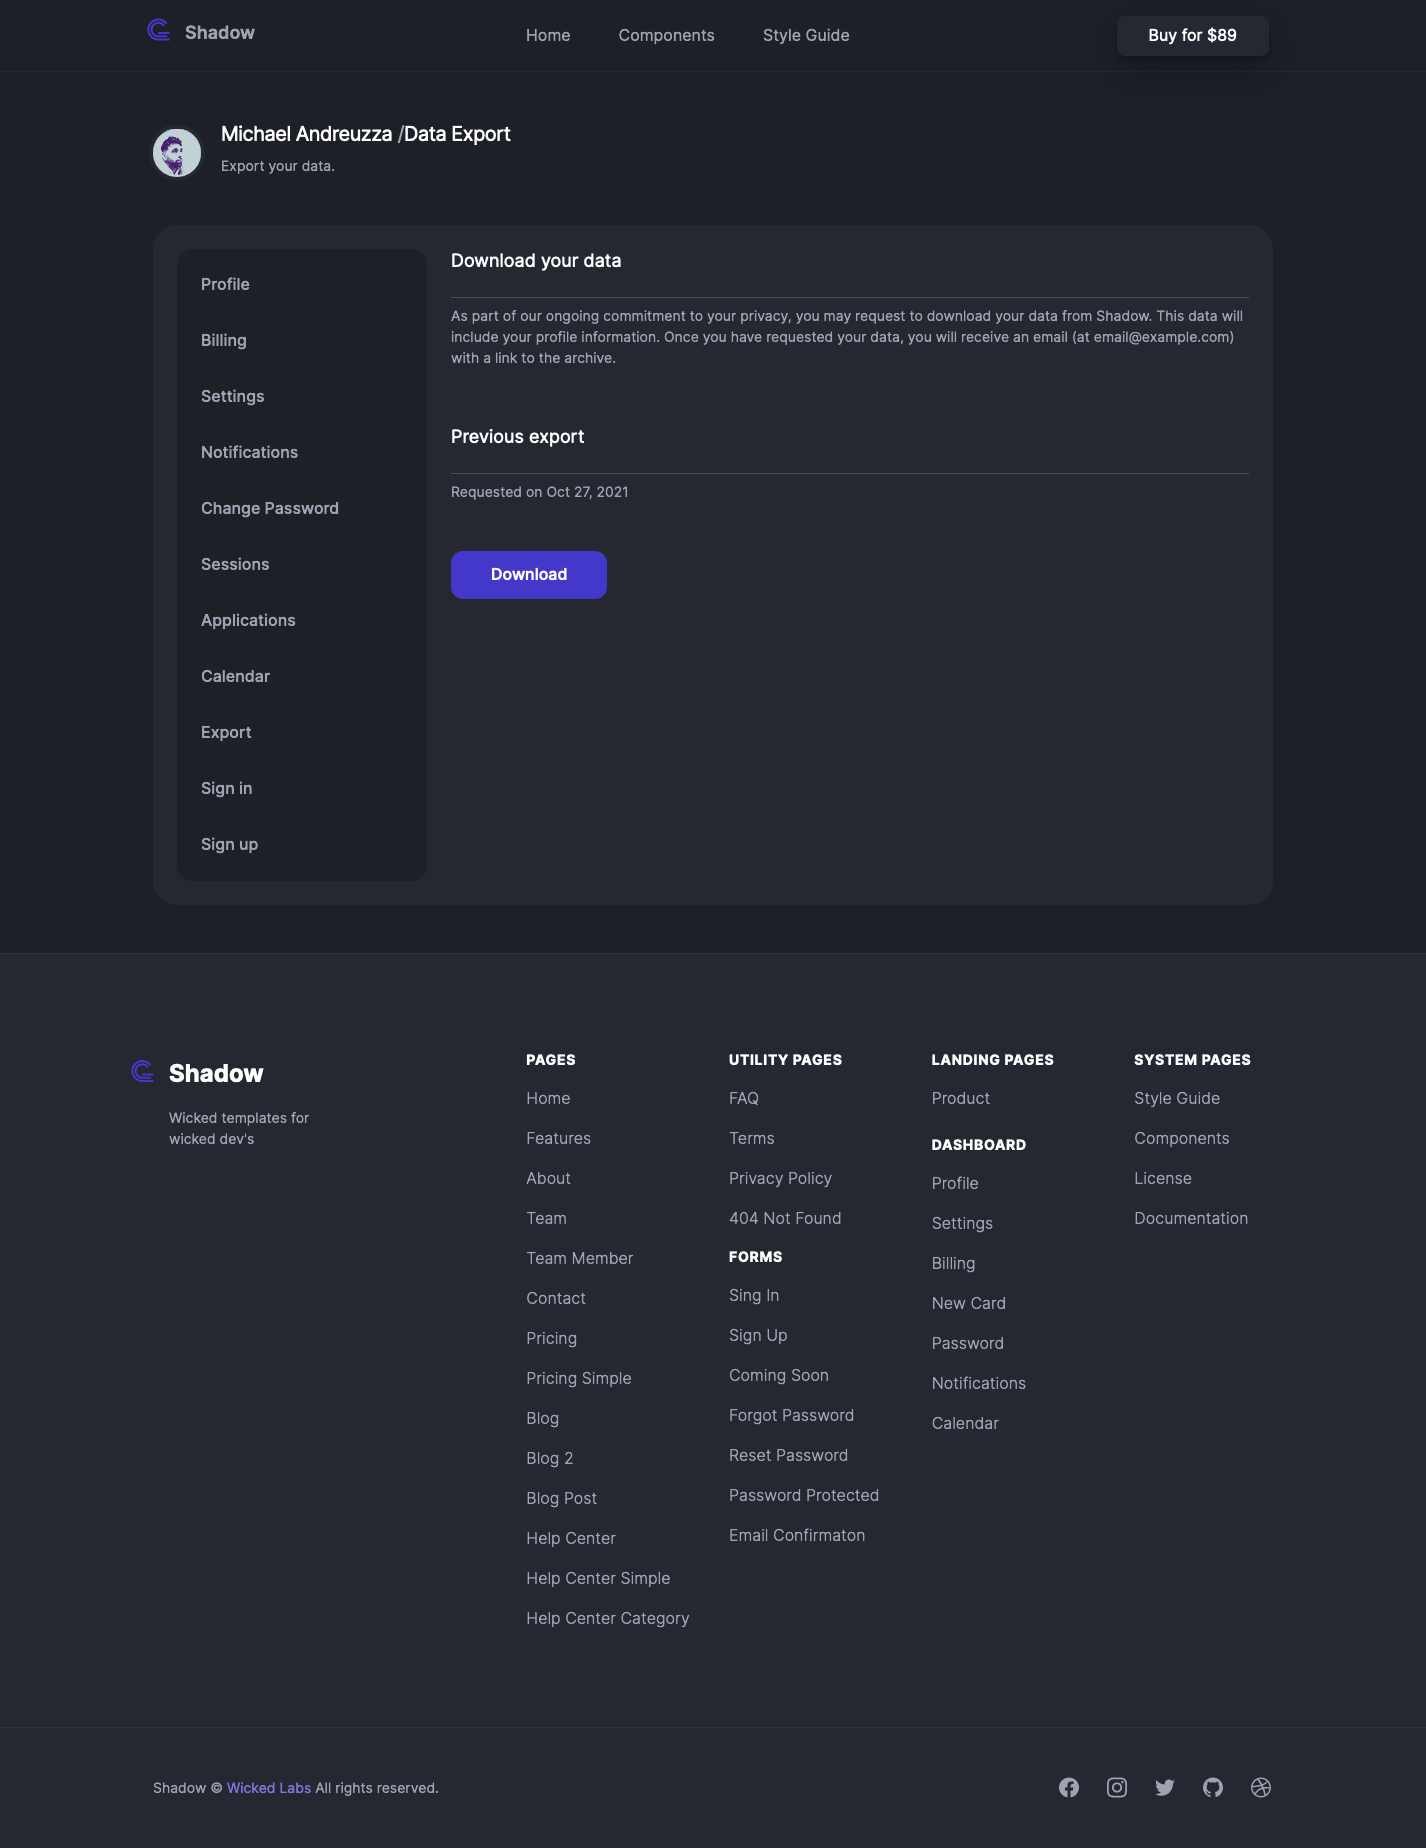 Shadow
Home
Components
Style Guide
Buy for $89
Michael Andreuzza /Data Export
Export your data.
Profile
Billing
Settings
Notifications
Change Password
Sessions
Applications
Calendar
Export
Sign in
Sign up
Download your data
As part of our ongoing commitment to your privacy, you may request to download your data from Shadow. This data will
include your profile information. Once you have requested your data, you will receive an email (at email@example.com)
with a link to the archive.
Previous export
Requested on Oct 27, 2021
Download
Shadow
Wicked templates for
wicked dev's
PAGES
Home
Features
About
Team
Team Member
Contact
Pricing
Pricing Simple
Blog
Blog 2
Blog Post
Help Center
Help Center Simple
Help Center Category
UTILITY PAGES
FAQ
Terms
Privacy Policy
404 Not Found
FORMS
Sing In
Sign Up
Coming Soon
Forgot Password
Reset Password
Password Protected
Email Confirmaton
LANDING PAGES
Product
DASHBOARD
Profile
Settings
Billing
New Card
Password
Notifications
Calendar
SYSTEM PAGES
Style Guide
Components
License
Documentation
Shadow © Wicked Labs All rights reserved.